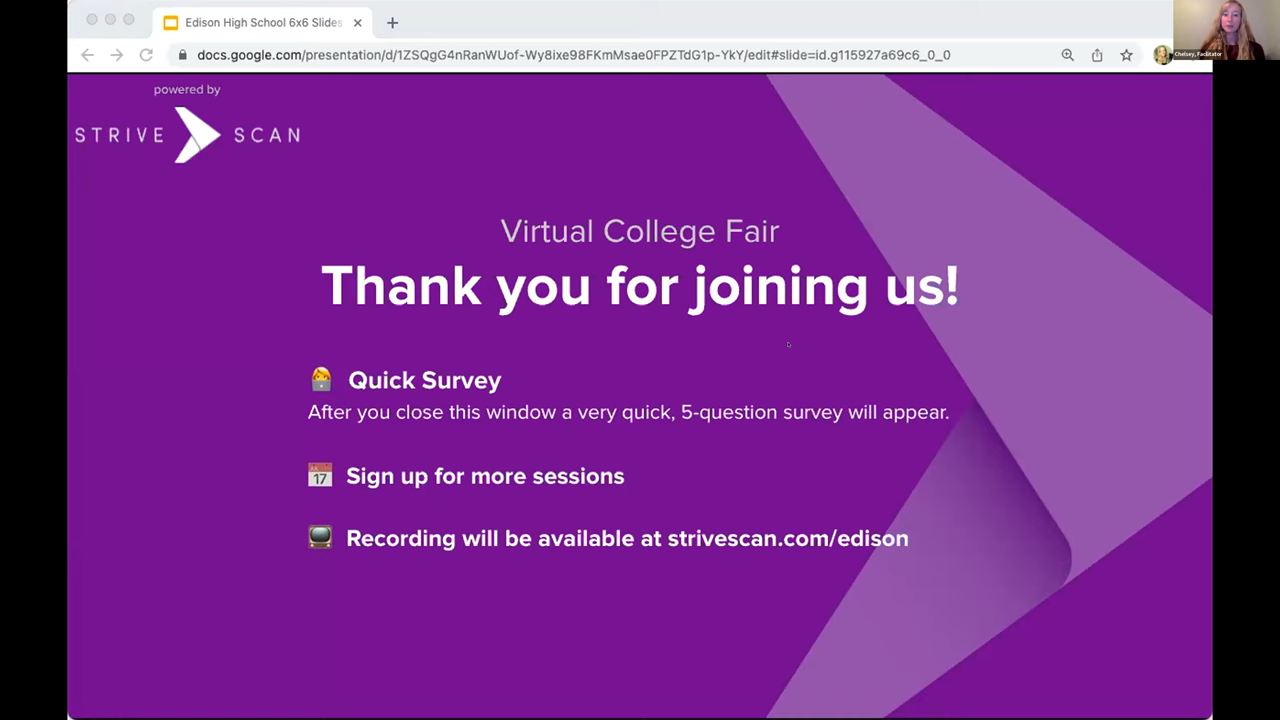 Edison High School 6x6 Slides
docs.google.com/presentation/d/1ZSQgG4nRanWUof-Wy8ixe98FKmMsae0FPZTdG1p-YkY/edit#slide=id.g115927a69c6_0_0
Chelsey, Facilitator
powered by
STRIVE SCAN
Virtual College Fair
Thank you for joining us!
Quick Survey
After you close this window a very quick, 5-question survey will appear.
17 Sign up for more sessions
Recording will be available at strivescan.com/edison